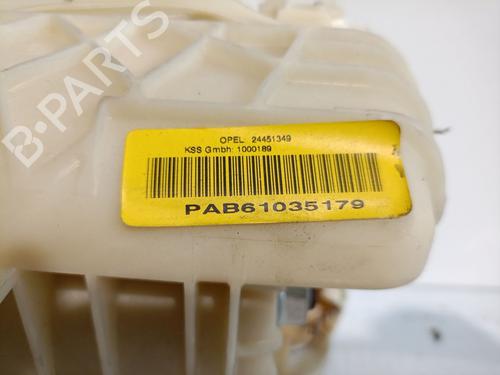 B-PARTS
OPEL 24451349
KSS Gmbh: 1000189
PAB61035179